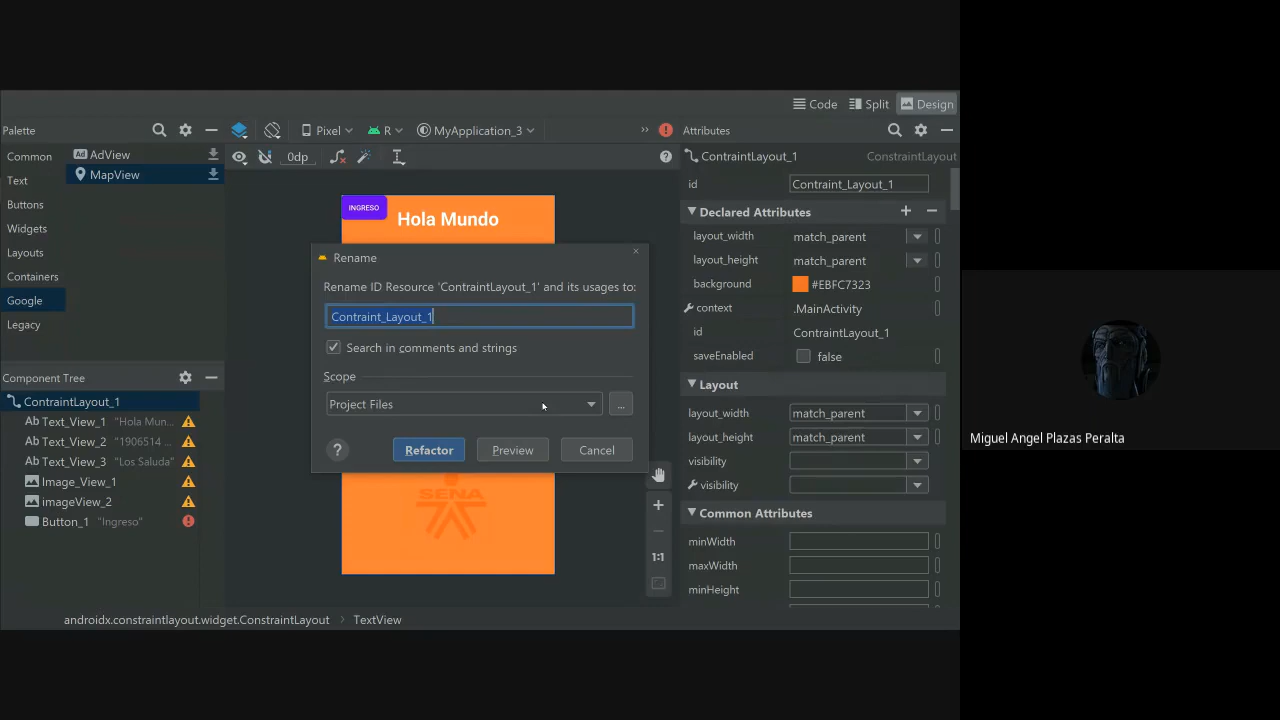 Code Split Design
Palette
Pixel R MyApplication_3 »
Attributes
Common
Text
Buttons
Widgets
Layouts
Containers
Google
Legacy
Ad AdView
MapView
0dp
INGRESO
Hola Mundo
Rename
Rename ID Resource 'ContraintLayout_1' and its usages to:
Contraint_Layout_1
Search in comments and strings
Scope
Project Files
...
? Refactor Preview Cancel
SENA
1:1
Component Tree
ContraintLayout_1
Ab Text_View_1 "Hola Mun...
Ab Text_View_2 "1906514 ...
Ab Text_View_3 "Los Saluda"
Image_View_1
imageView_2
Button_1 "Ingreso"
ContraintLayout_1 ConstraintLayout
id Contraint_Layout_1
Declared Attributes
layout_width match_parent
layout_height match_parent
background #EBFC7323
context .MainActivity
id ContraintLayout_1
saveEnabled false
Layout
layout_width match_parent
layout_height match_parent
visibility
visibility
Common Attributes
minWidth
maxWidth
minHeight
androidx.constraintlayout.widget.ConstraintLayout › TextView
Miguel Angel Plazas Peralta